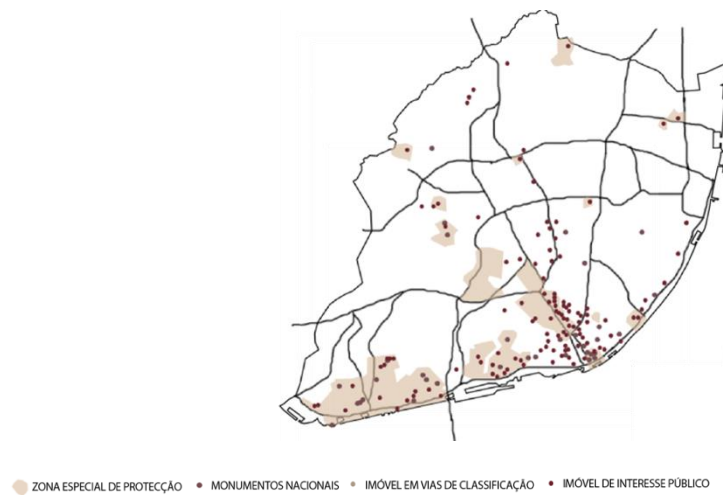 ZONA ESPECIAL DE PROTECÇÃO MONUMENTOS NACIONAIS IMÓVEL EM VIAS DE CLASSIFICAÇÃO IMÓVEL DE INTERESSE PÚBLICO